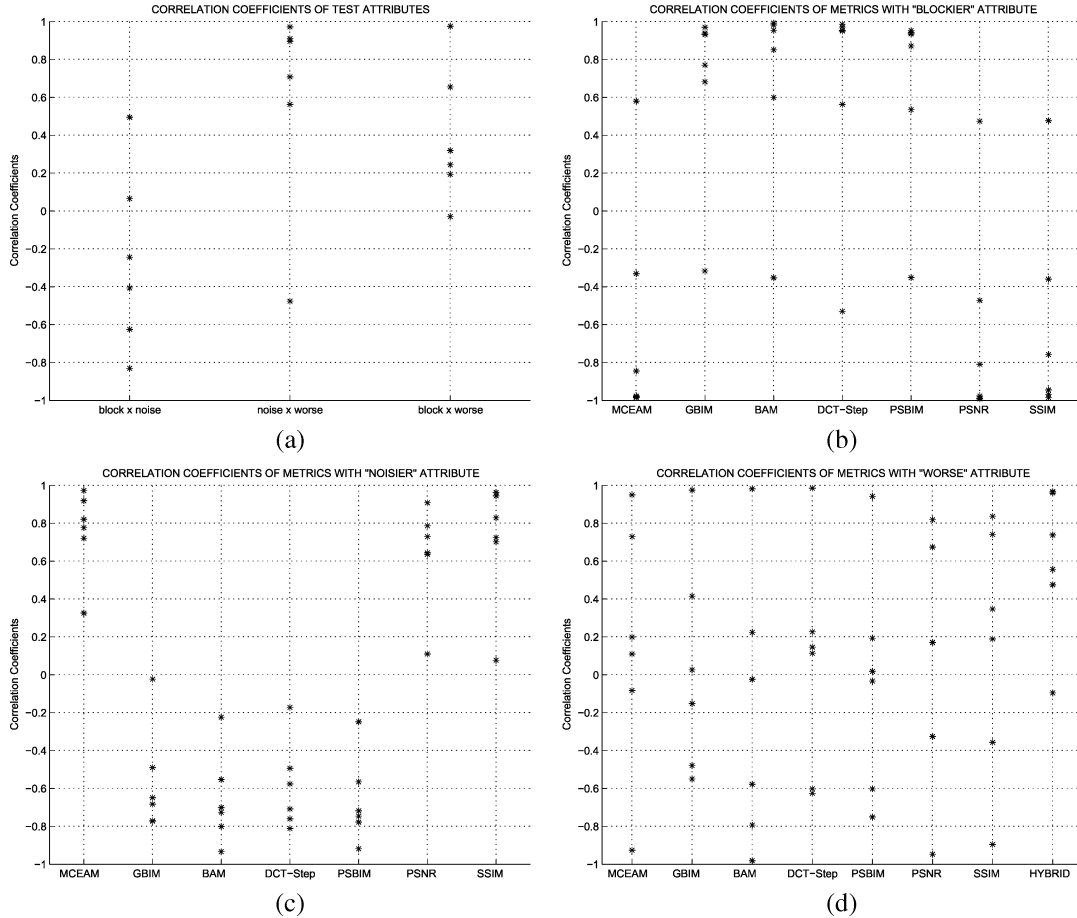 CORRELATION COEFFICIENTS OF TEST ATTRIBUTES
Correlation Coefficients
1
0.8
0.6
0.4
0.2
0
−0.2
−0.4
−0.6
−0.8
−1
block x noise noise x worse block x worse
(a)
CORRELATION COEFFICIENTS OF METRICS WITH "BLOCKIER" ATTRIBUTE
Correlation Coefficients
1
0.8
0.6
0.4
0.2
0
−0.2
−0.4
−0.6
−0.8
−1
MCEAM GBIM BAM DCT−Step PSBIM PSNR SSIM
(b)
CORRELATION COEFFICIENTS OF METRICS WITH "NOISIER" ATTRIBUTE
Correlation Coefficients
1
0.8
0.6
0.4
0.2
0
−0.2
−0.4
−0.6
−0.8
−1
MCEAM GBIM BAM DCT−Step PSBIM PSNR SSIM
(c)
CORRELATION COEFFICIENTS OF METRICS WITH "WORSE" ATTRIBUTE
Correlation Coefficients
1
0.8
0.6
0.4
0.2
0
−0.2
−0.4
−0.6
−0.8
−1
MCEAM GBIM BAM DCT−Step PSBIM PSNR SSIM HYBRID
(d)